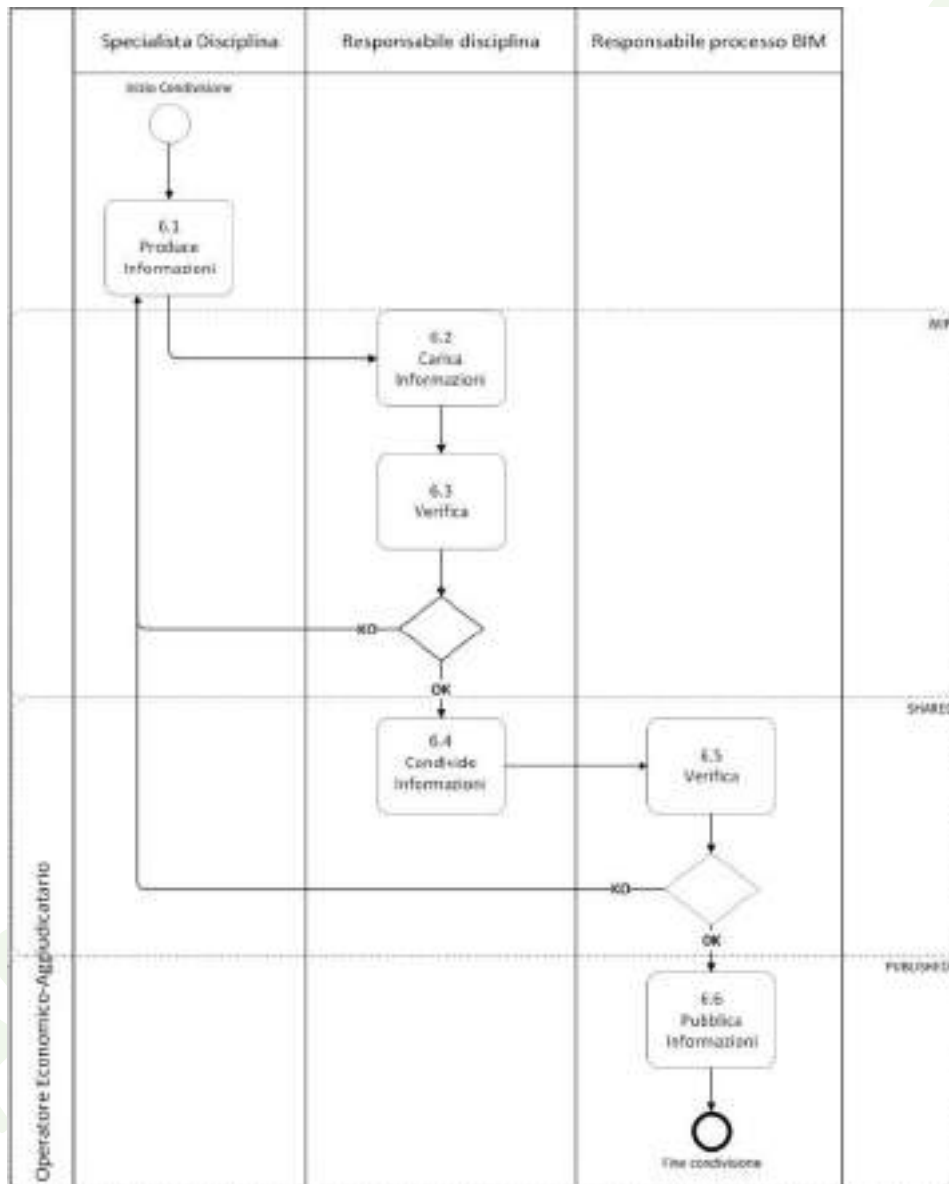 Specialista Disciplina
Responsabile disciplina
Responsabile processo BIM
Inizio Condivisione
6.1
Produce
Informazioni
WIP
6.2
Carica
Informazioni
6.3
Verifica
KO
OK
SHARED
6.4
Condivide
Informazioni
6.5
Verifica
KO
OK
PUBLISHED
6.6
Pubblica
Informazioni
Fine condivisione
Operatore Economico-Aggiudicatario